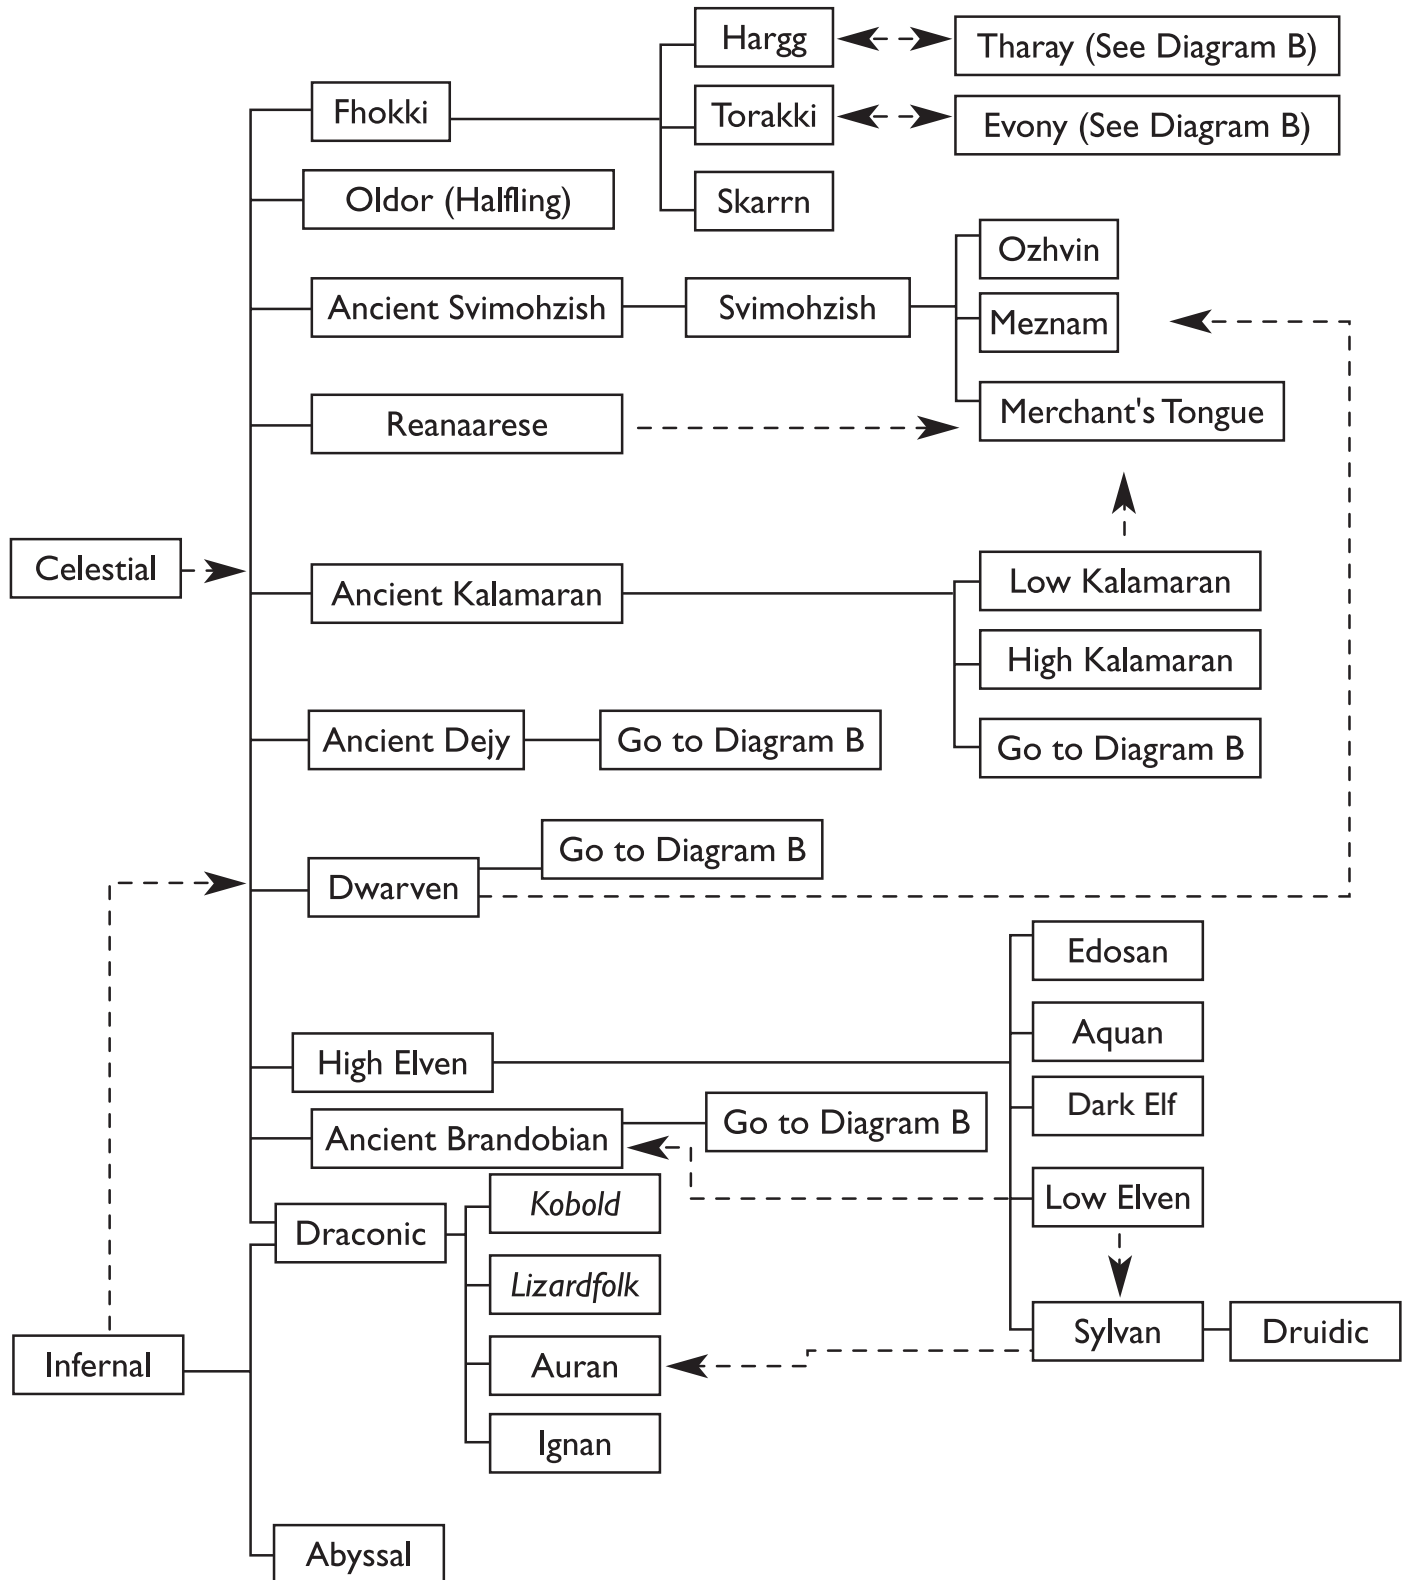 Hargg
Tharay (See Diagram B)
Fhokki
Torakki
Evony (See Diagram B)
Oldor (Halfling)
Skarrn
Ozhvin
Ancient Svimohzish
Svimohzish
Meznam
Reanaarese
Merchant's Tongue
Celestial
Ancient Kalamaran
Low Kalamaran
High Kalamaran
Ancient Dejy
Go to Diagram B
Go to Diagram B
Go to Diagram B
Dwarven
Edosan
Aquan
High Elven
Dark Elf
Ancient Brandobian
Go to Diagram B
Kobold
Low Elven
Draconic
Lizardfolk
Sylvan
Druidic
Infernal
Auran
Ignan
Abyssal